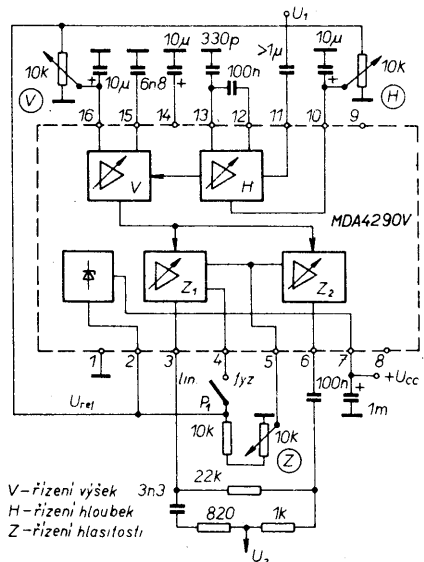 U₁
10μ 10μ 330p >1μ 10μ
10k 10μ 6n8 100n 10k
V H
16 15 14 13 12 11 10 9
V H
MDA4290V
Z₁ Z₂
1 2 3 4 5 6 7 8
Uref lin. fyz 100n +Ucc
P₁ 1m
10k 10k
Z
22k
3n3
820 1k
V-řízení výšek
H-řízení hloubek
Z-řízení hlasitosti
U₂